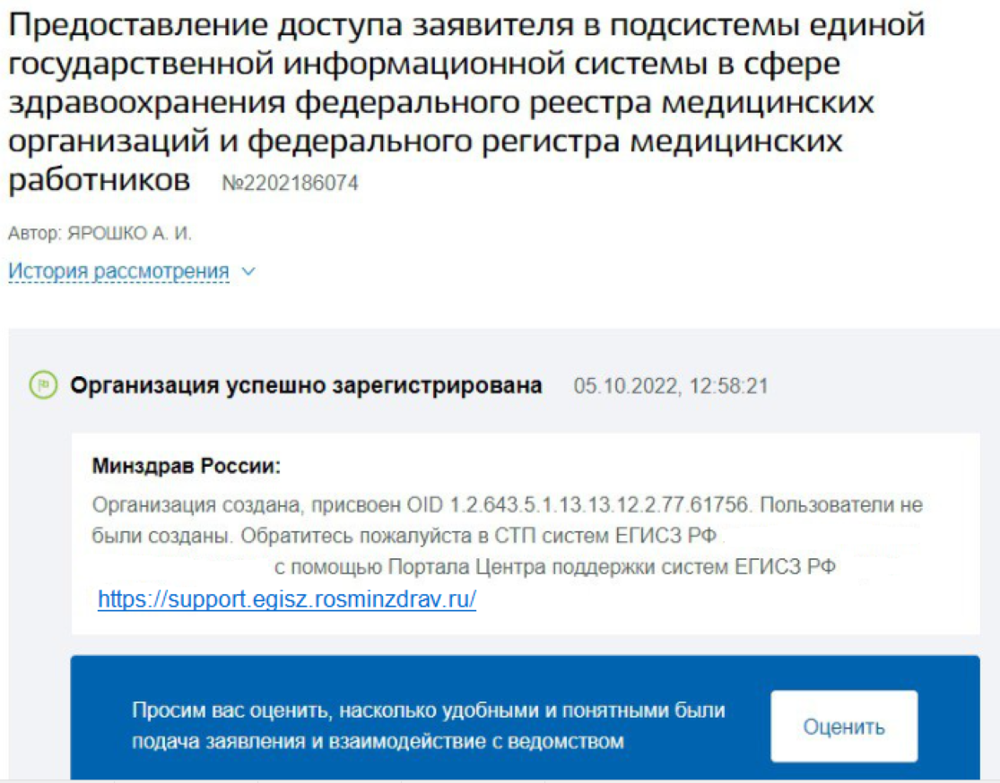 Предоставление доступа заявителя в подсистемы единой
государственной информационной системы в сфере
здравоохранения федерального реестра медицинских
организаций и федерального регистра медицинских
работников №2202186074
Автор: ЯРОШКО А. И.
История рассмотрения
Организация успешно зарегистрирована 05.10.2022, 12:58:21
Минздрав России:
Организация создана, присвоен OID 1.2.643.5.1.13.13.12.2.77.61756. Пользователи не
были созданы. Обратитесь пожалуйста в СТП систем ЕГИСЗ РФ
с помощью Портала Центра поддержки систем ЕГИСЗ РФ
https://support.egisz.rosminzdrav.ru/
Просим вас оценить, насколько удобными и понятными были
подача заявления и взаимодействие с ведомством
Оценить